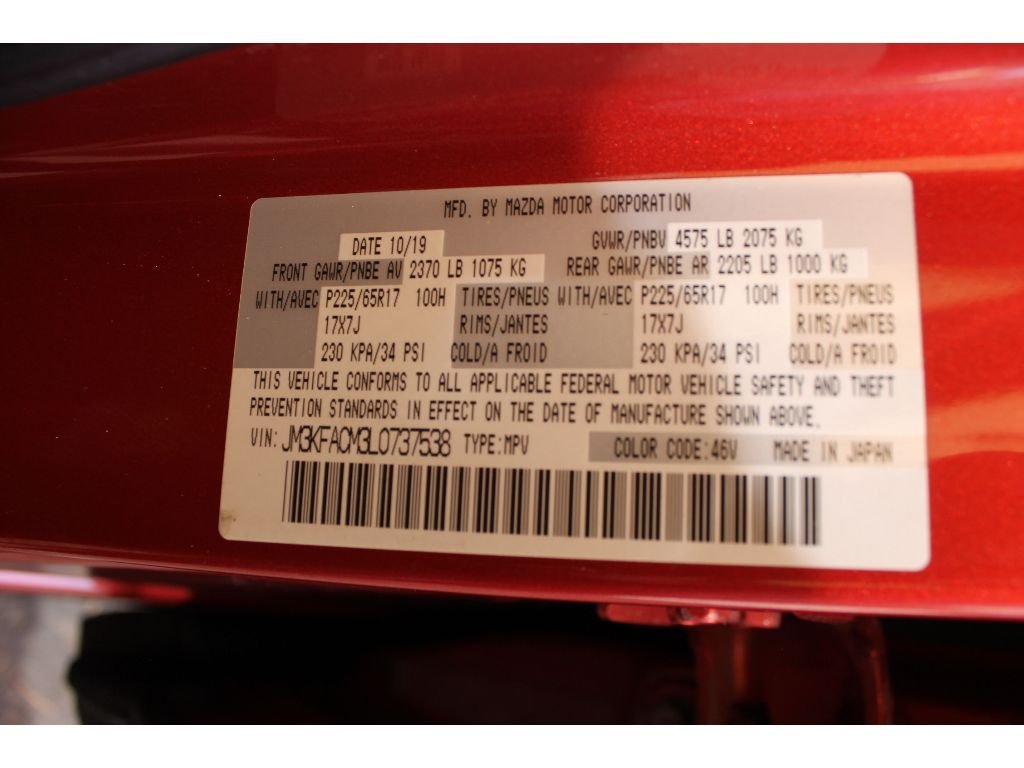 MFD. BY MAZDA MOTOR CORPORATION
DATE 10/19 GVWR/PNBV 4575 LB 2075 KG
FRONT GAWR/PNBE AV 2370 LB 1075 KG REAR GAWR/PNBE AR 2205 LB 1000 KG
WITH/AVEC P225/65R17 100H TIRES/PNEUS WITH/AVEC P225/65R17 100H TIRES/PNEUS
17X7J RIMS/JANTES 17X7J RIMS/JANTES
230 KPA/34 PSI COLD/A FROID 230 KPA/34 PSI COLD/A FROID
THIS VEHICLE CONFORMS TO ALL APPLICABLE FEDERAL MOTOR VEHICLE SAFETY AND THEFT
PREVENTION STANDARDS IN EFFECT ON THE DATE OF MANUFACTURE SHOWN ABOVE.
VIN: JM3KFACM3L0737538 TYPE:MPV COLOR CODE:46V MADE IN JAPAN